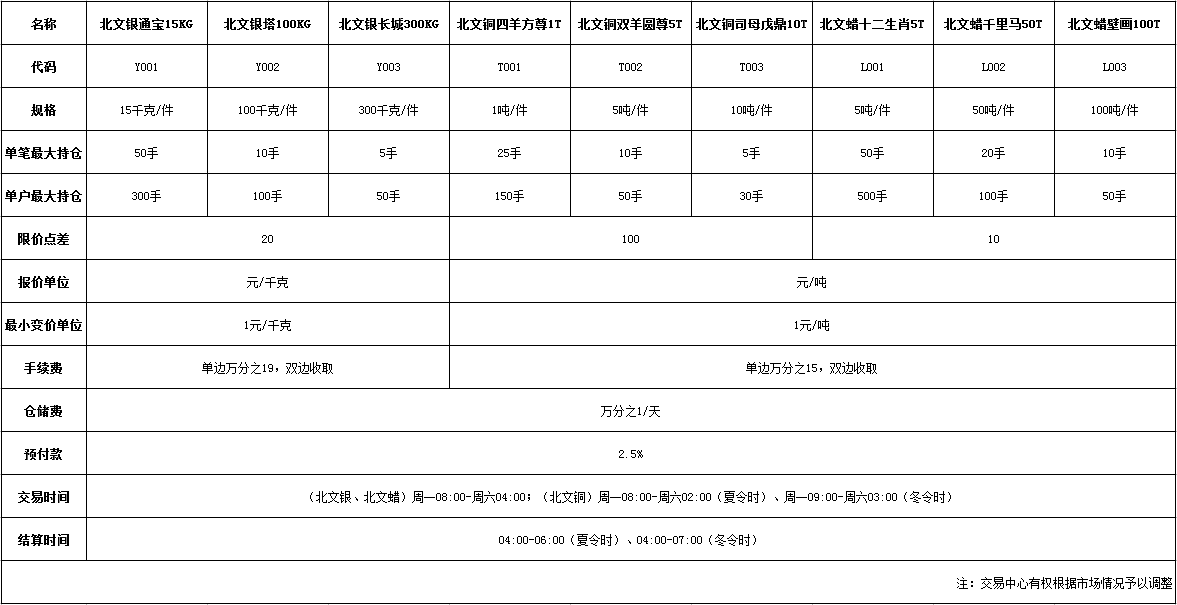 名称 北文银通宝15KG 北文银塔100KG 北文银长城300KG 北文铜四羊方尊1T 北文铜双羊圆尊5T 北文铜司母戊鼎10T 北文蜡十二生肖5T 北文蜡千里马50T 北文蜡壁画100T
代码 Y001 Y002 Y003 T001 T002 T003 L001 L002 L003
规格 15千克/件 100千克/件 300千克/件 1吨/件 5吨/件 10吨/件 5吨/件 50吨/件 100吨/件
单笔最大持仓 50手 10手 5手 25手 10手 5手 50手 20手 10手
单户最大持仓 300手 100手 50手 150手 50手 30手 500手 100手 50手
限价点差 20 100 10
报价单位 元/千克 元/吨
最小变价单位 1元/千克 1元/吨
手续费 单边万分之19，双边收取 单边万分之15，双边收取
仓储费 万分之1/天
预付款 2.5%
交易时间 （北文银、北文蜡）周一08:00-周六04:00；（北文铜）周一08:00-周六02:00（夏令时）、周一09:00-周六03:00（冬令时）
结算时间 04:00-06:00（夏令时）、04:00-07:00（冬令时）
注：交易中心有权根据市场情况予以调整